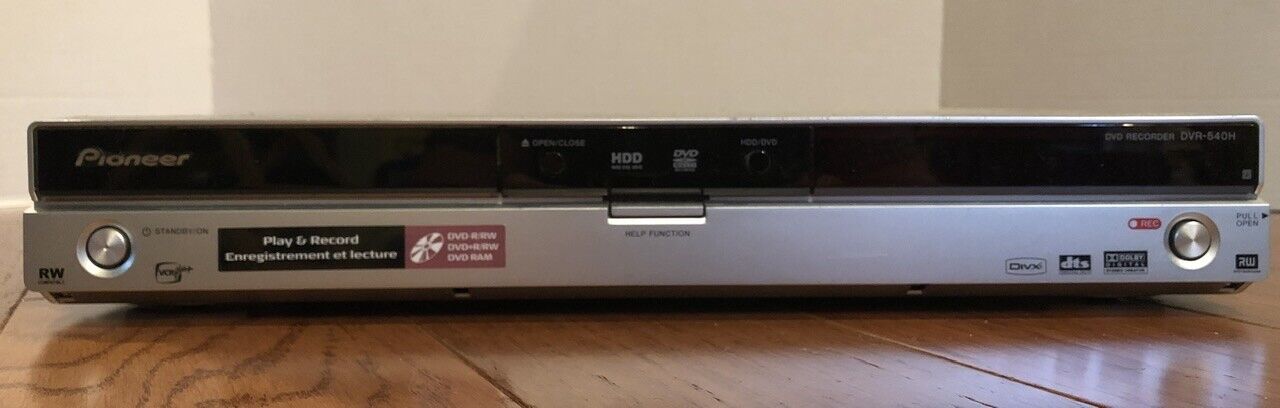 Pioneer
OPEN/CLOSE
HDD
DVD
HDD/DVD
DVD RECORDER DVR-540H
STANDBY/ON
Play & Record
Enregistrement et lecture
DVD-R/RW
DVD+R/RW
DVD RAM
HELP FUNCTION
REC
PULL
OPEN
RW
VCRplus+
DIVX
dts
DOLBY
DIGITAL
RW